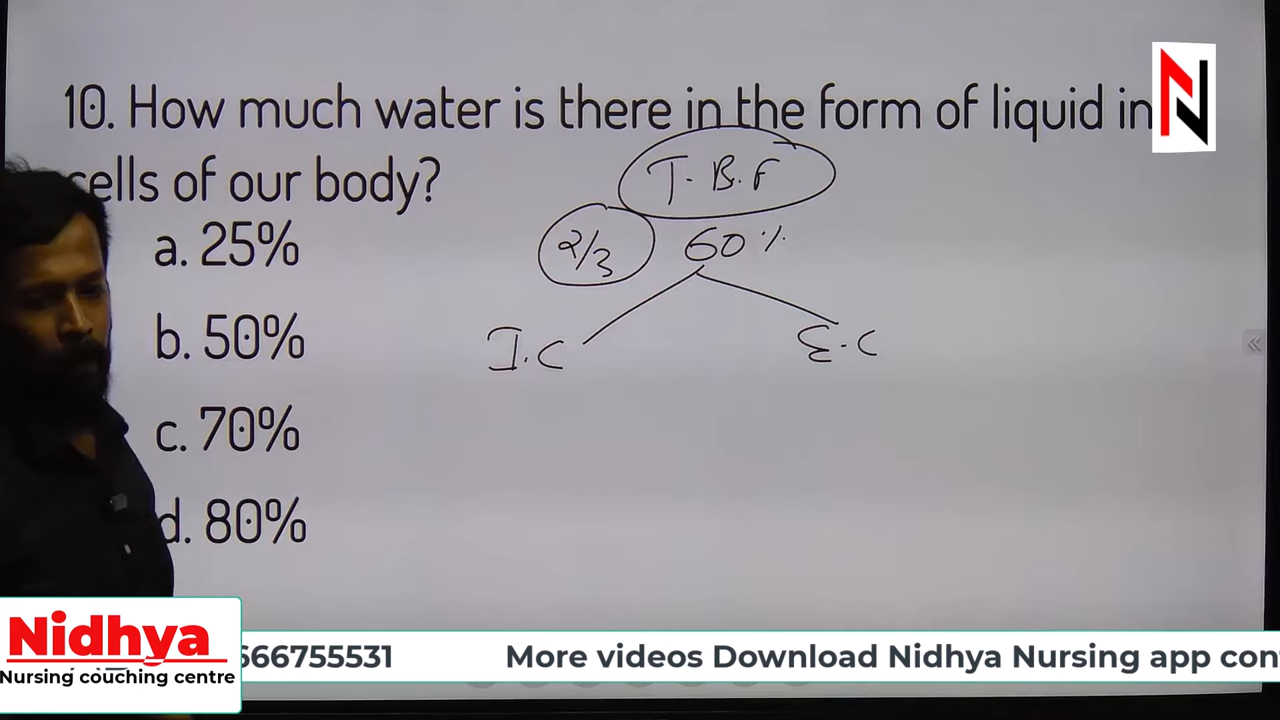 10. How much water is there in the form of liquid in
cells of our body?
T. B. F
2/3 60%
a. 25%
I.C E.C
b. 50%
c. 70%
d. 80%
N
Nidhya
Nursing couching centre
666755531 More videos Download Nidhya Nursing app con